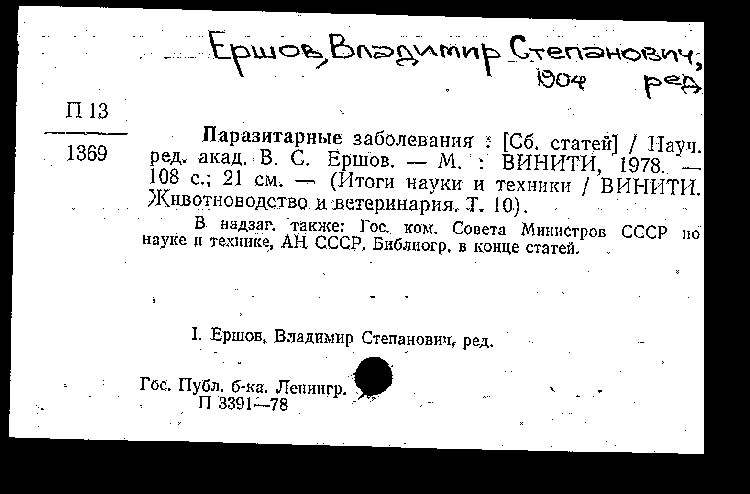 Ершов, Владимир Степанович,
1904 ред
П 13
1369
Паразитарные заболевания : [Сб. статей] / Науч.
ред. акад. В. С. Ершов. — М. : ВИНИТИ, 1978. —
108 с.; 21 см. — (Итоги науки и техники / ВИНИТИ.
Животноводство и ветеринария. Т. 10).
В надзаг. также: Гос. ком. Совета Министров СССР по
науке и технике, АН СССР. Библиогр. в конце статей.
I. Ершов, Владимир Степанович, ред.
Гос. Публ. б-ка. Ленингр.
П 3391—78